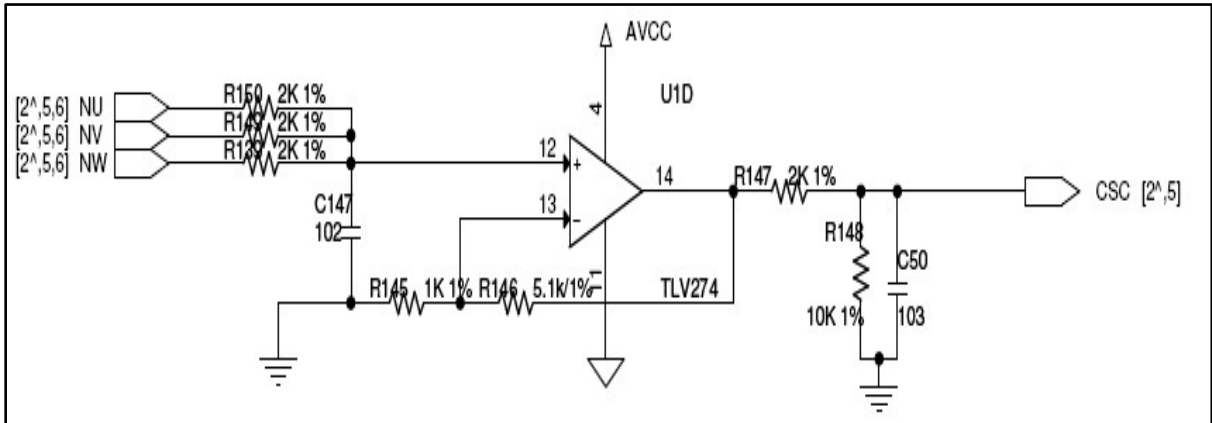 AVCC
U1D
4
[2^,5,6] NU
R150 2K 1%
[2^,5,6] NV
R149 2K 1%
[2^,5,6] NW
R139 2K 1%
12
+
14
R147 2K 1%
CSC [2^,5]
C147
102
13
-
R148
C50
R145 1K 1% R146 5.1k/1%
11
TLV274
10K 1%
103